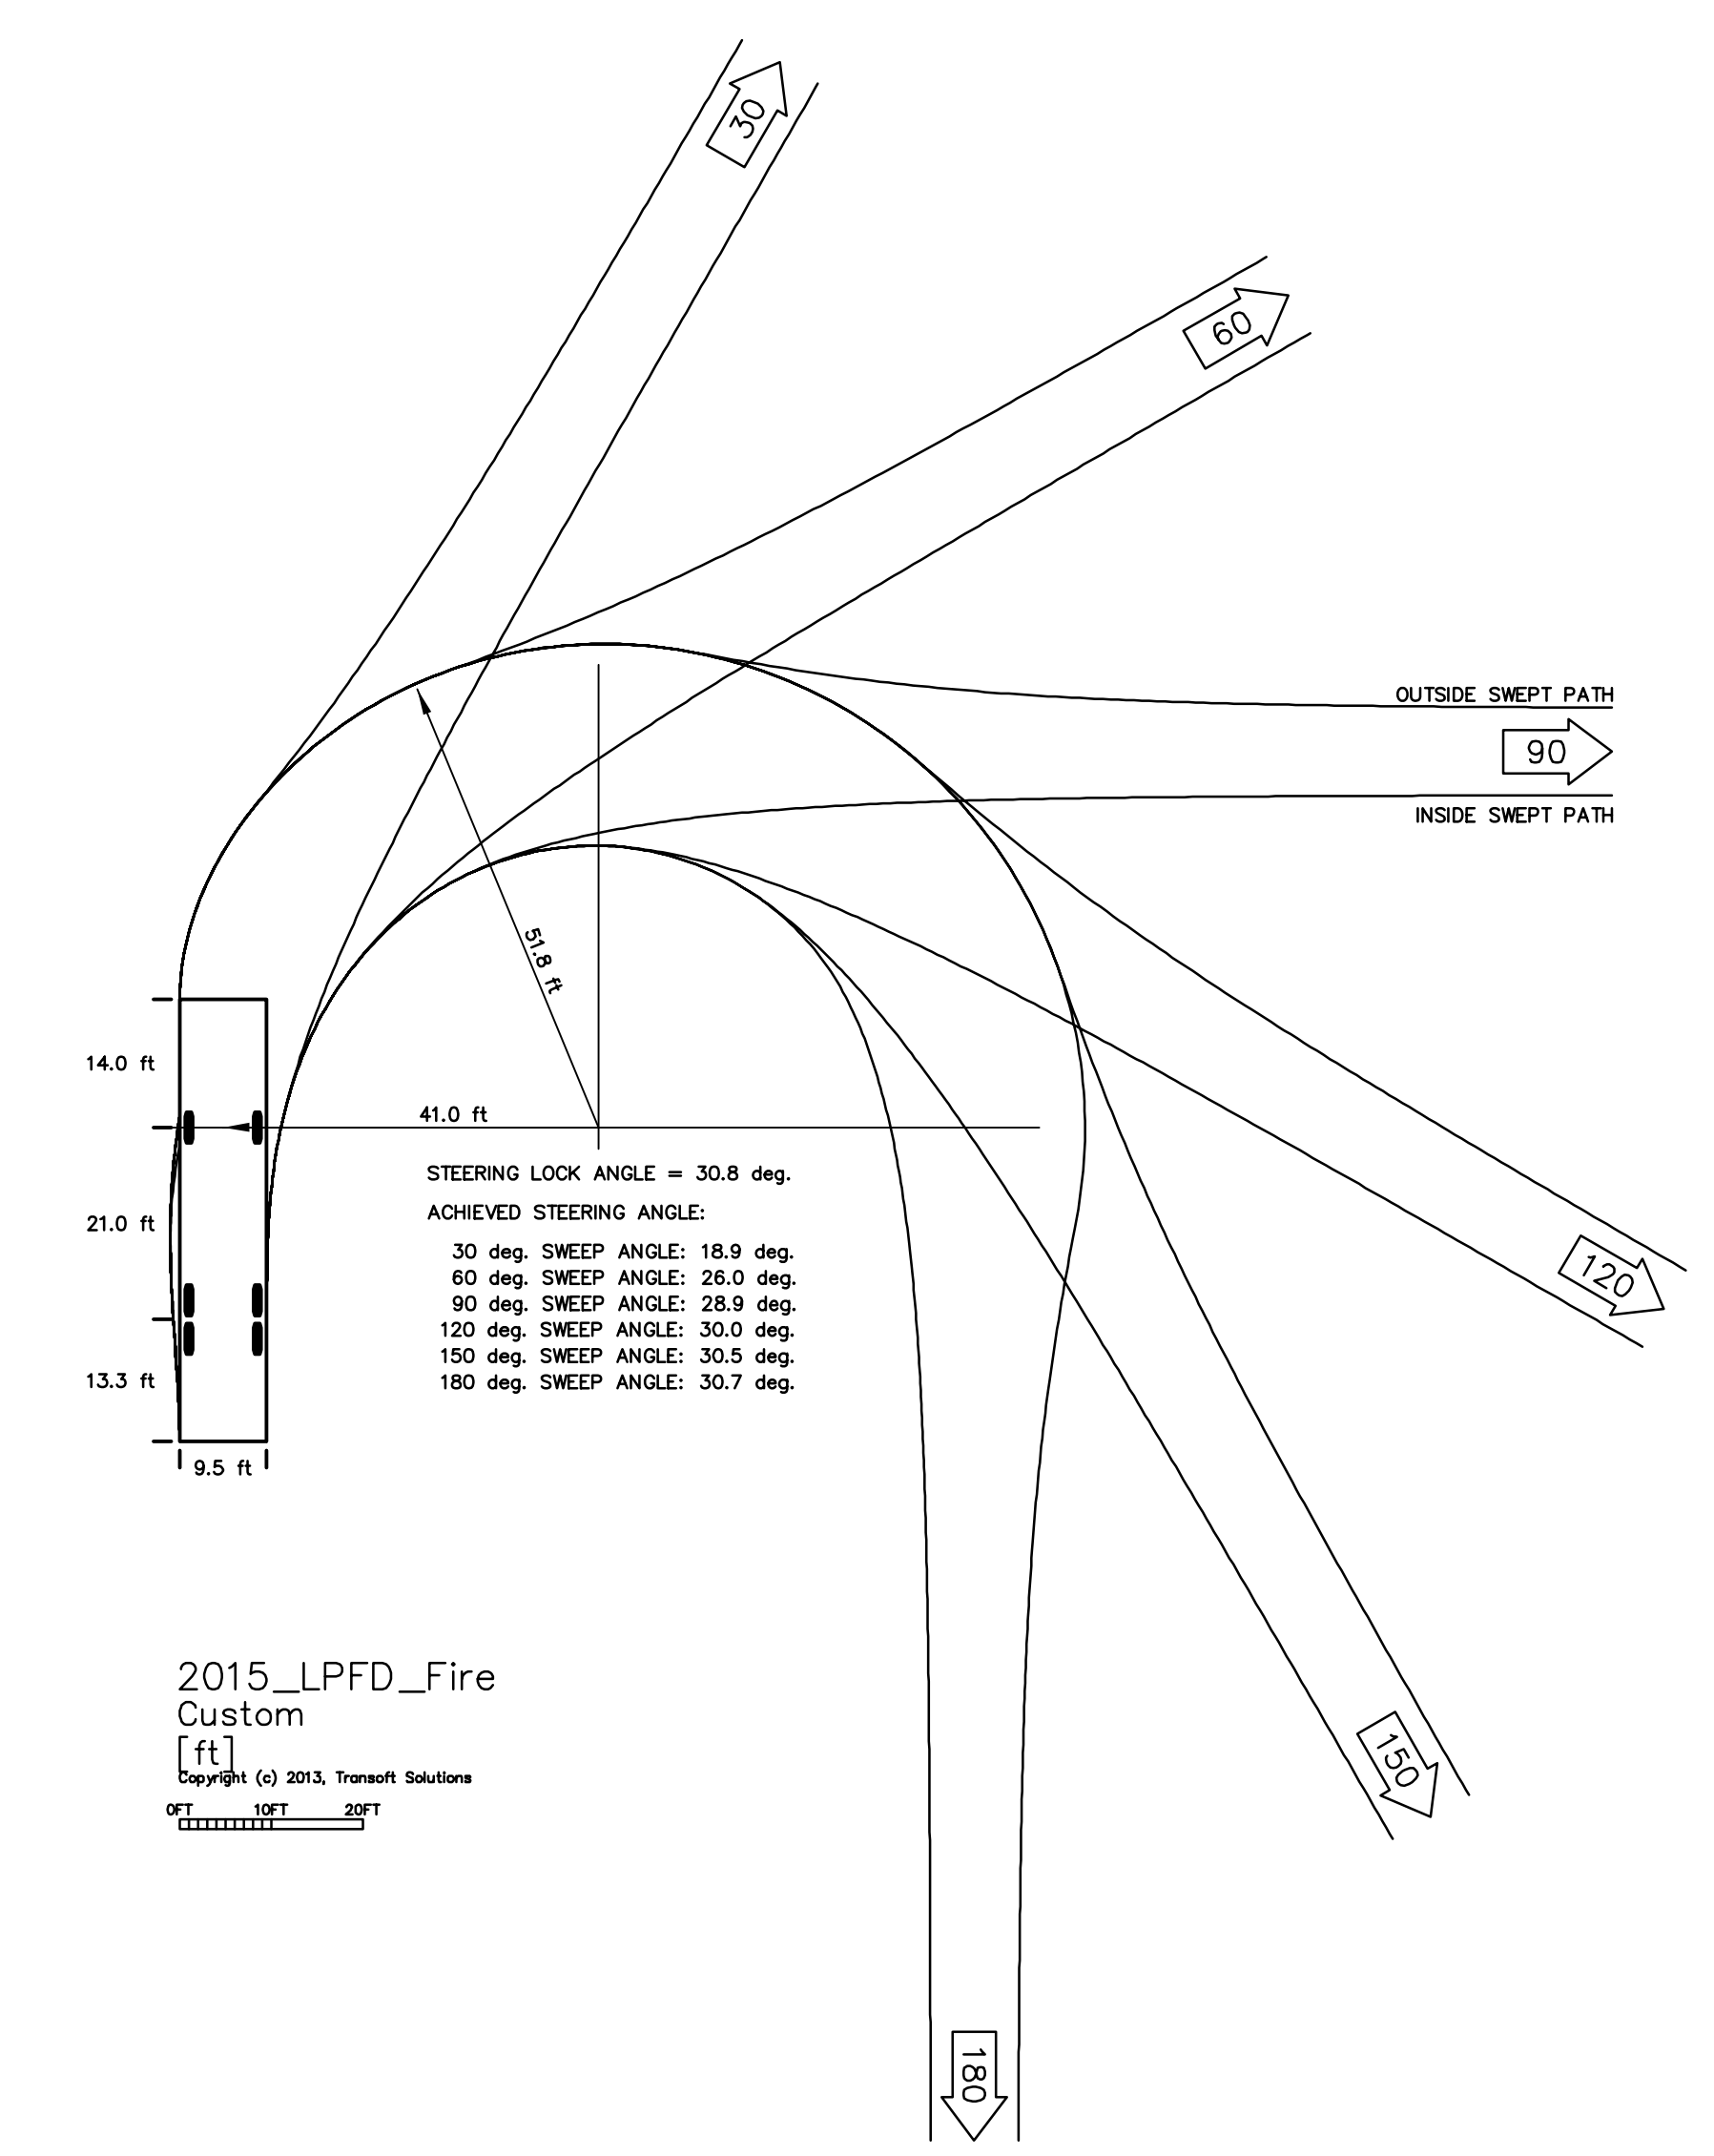 30
60
OUTSIDE SWEPT PATH
90
INSIDE SWEPT PATH
51.8 ft
14.0 ft
41.0 ft
STEERING LOCK ANGLE = 30.8 deg.
ACHIEVED STEERING ANGLE:
21.0 ft
30 deg. SWEEP ANGLE: 18.9 deg.
60 deg. SWEEP ANGLE: 26.0 deg.
90 deg. SWEEP ANGLE: 28.9 deg.
120 deg. SWEEP ANGLE: 30.0 deg.
150 deg. SWEEP ANGLE: 30.5 deg.
180 deg. SWEEP ANGLE: 30.7 deg.
120
13.3 ft
9.5 ft
2015_LPFD_Fire
Custom
[ft]
Copyright (c) 2013, Transoft Solutions
0FT 10FT 20FT
150
180